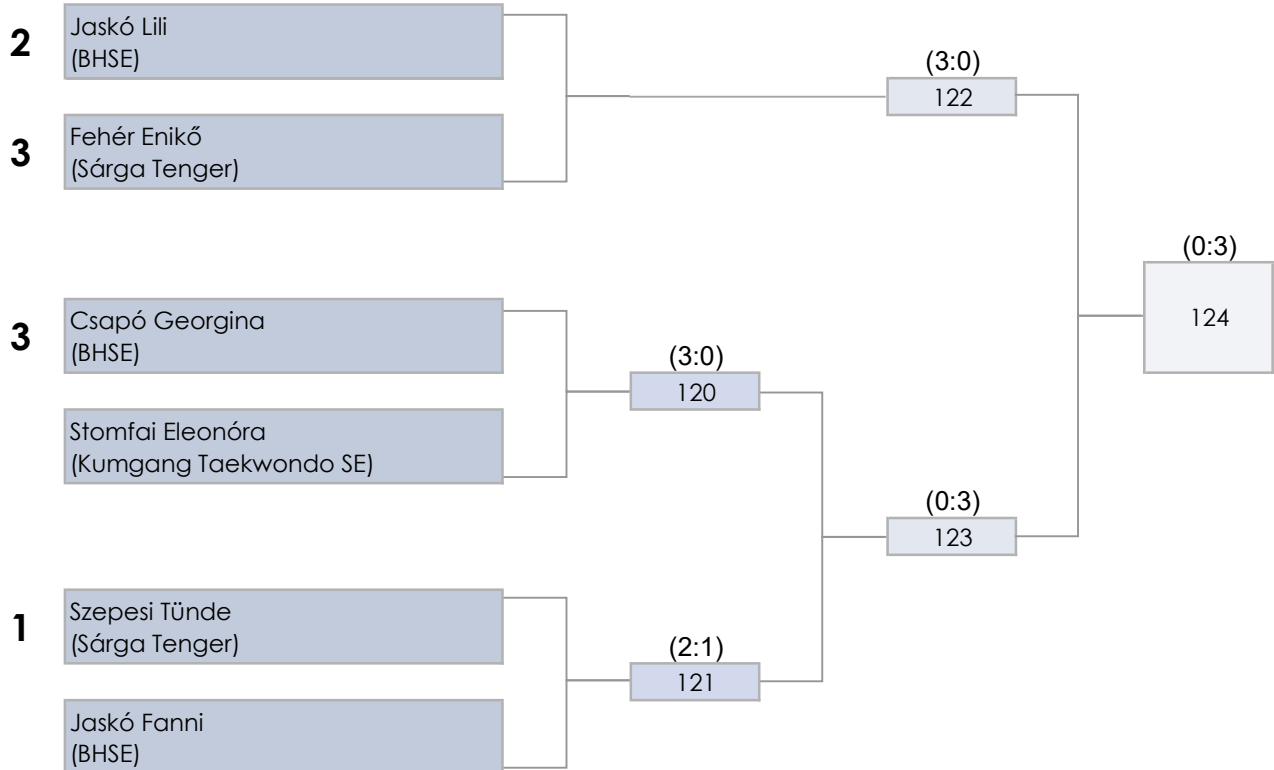 2
Jaskó Lili
(BHSE)
(3:0)
122
3
Fehér Enikő
(Sárga Tenger)
(0:3)
124
3
Csapó Georgina
(BHSE)
(3:0)
120
Stomfai Eleonóra
(Kumgang Taekwondo SE)
(0:3)
123
1
Szepesi Tünde
(Sárga Tenger)
(2:1)
121
Jaskó Fanni
(BHSE)